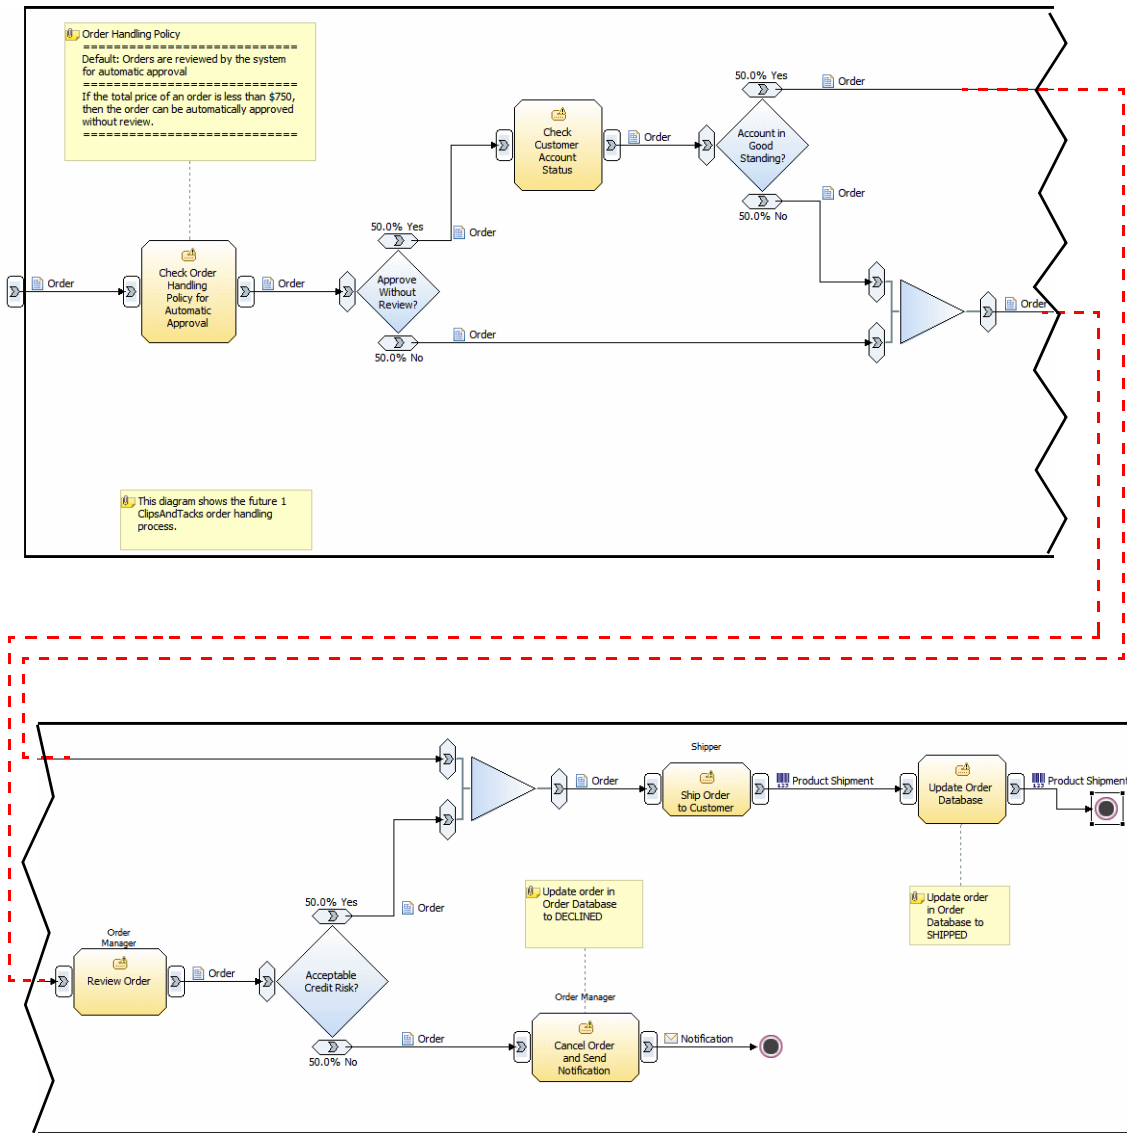 Order Handling Policy
============================
Default: Orders are reviewed by the system
for automatic approval
============================
If the total price of an order is less than $750,
then the order can be automatically approved
without review.
============================
50.0% Yes
Order
Check
Customer
Account
Status
Order
Account in
Good
Standing?
Order
50.0% No
50.0% Yes
Order
Order
Check Order
Handling
Policy for
Automatic
Approval
Order
Approve
Without
Review?
Order
50.0% No
Order
This diagram shows the future 1
ClipsAndTacks order handling
process.
Shipper
Order
Ship Order
to Customer
Product Shipment
Update Order
Database
Product Shipment
Update order in
Order Database
to DECLINED
Update order
in Order
Database to
SHIPPED
50.0% Yes
Order
Order
Manager
Review Order
Order
Acceptable
Credit Risk?
Order Manager
Order
50.0% No
Cancel Order
and Send
Notification
Notification